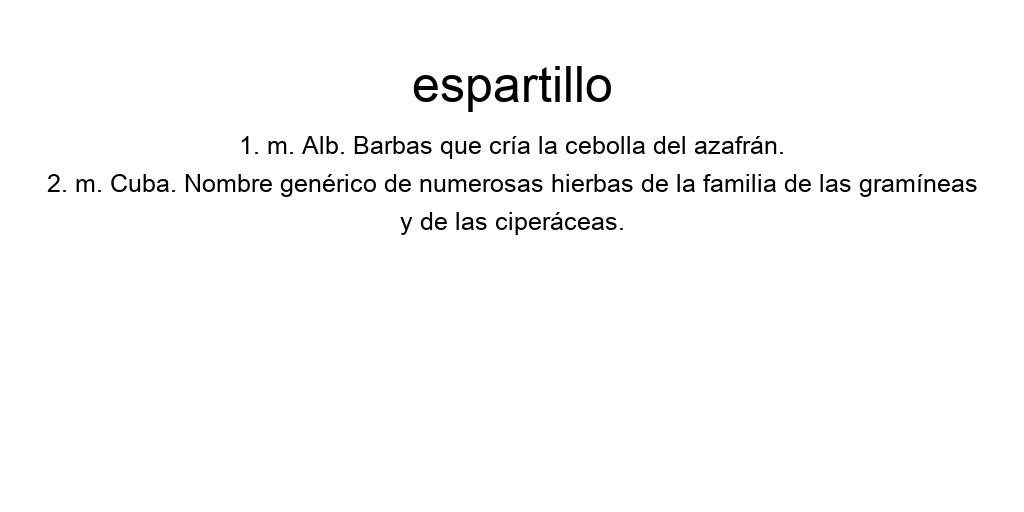 espartillo
1. m. Alb. Barbas que cría la cebolla del azafrán.
2. m. Cuba. Nombre genérico de numerosas hierbas de la familia de las gramíneas
y de las ciperáceas.